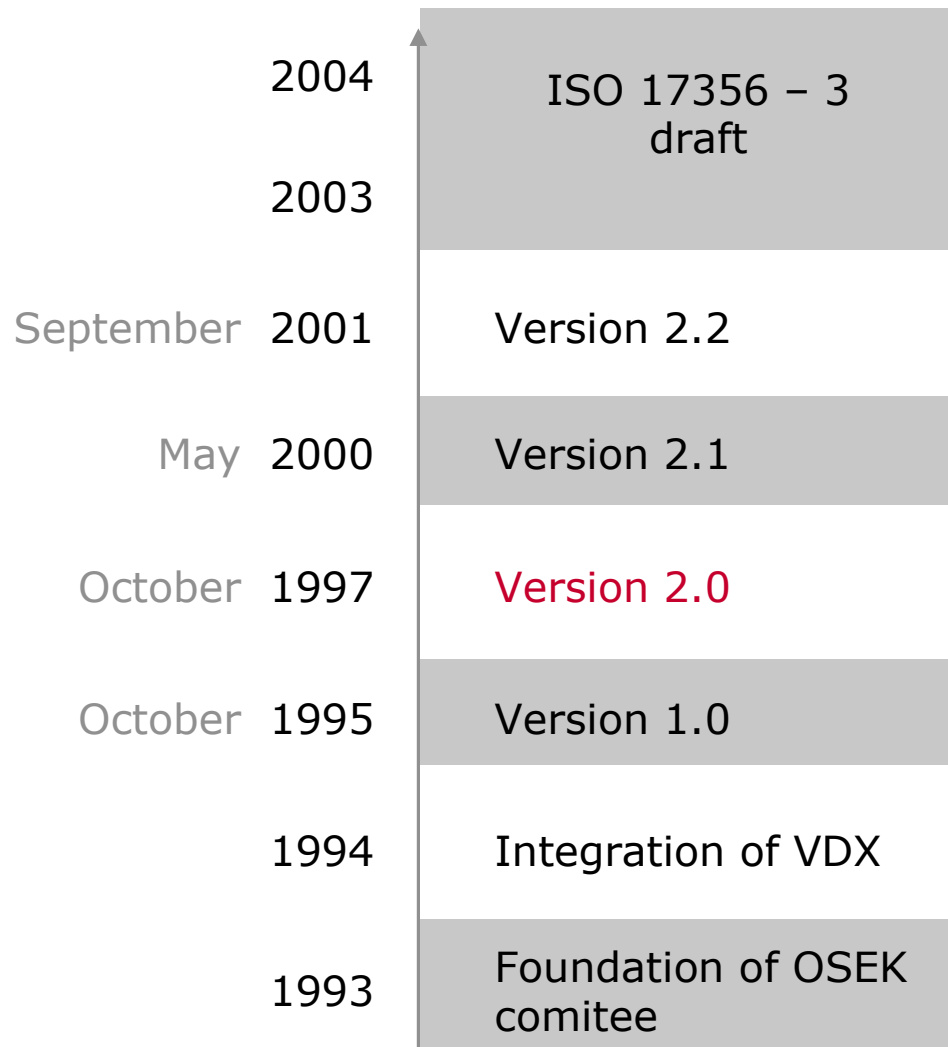 2004
ISO 17356 – 3
draft
2003
September 2001 Version 2.2
May 2000 Version 2.1
October 1997 Version 2.0
October 1995 Version 1.0
1994 Integration of VDX
1993 Foundation of OSEK
comitee